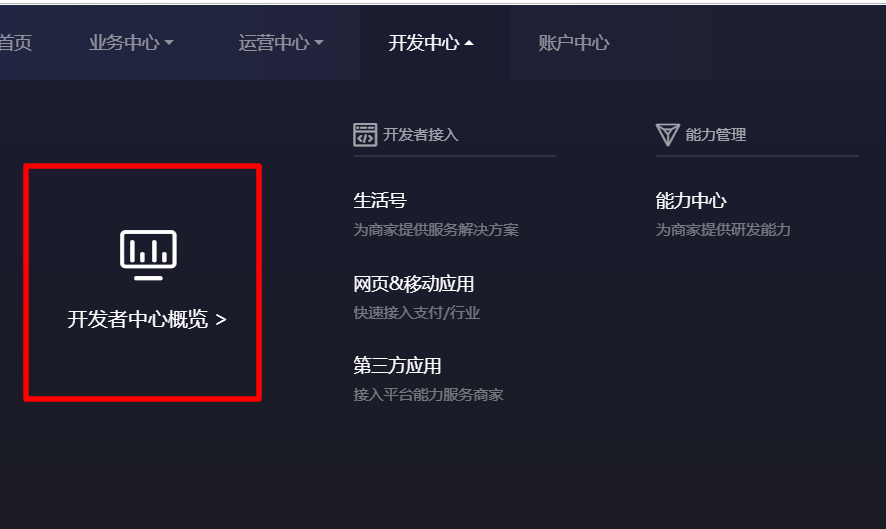 首页 业务中心 运营中心 开发中心 账户中心
开发者接入
生活号
为商家提供服务解决方案
网页&移动应用
快速接入支付/行业
第三方应用
接入平台能力服务商家
能力管理
能力中心
为商家提供研发能力
开发者中心概览 >